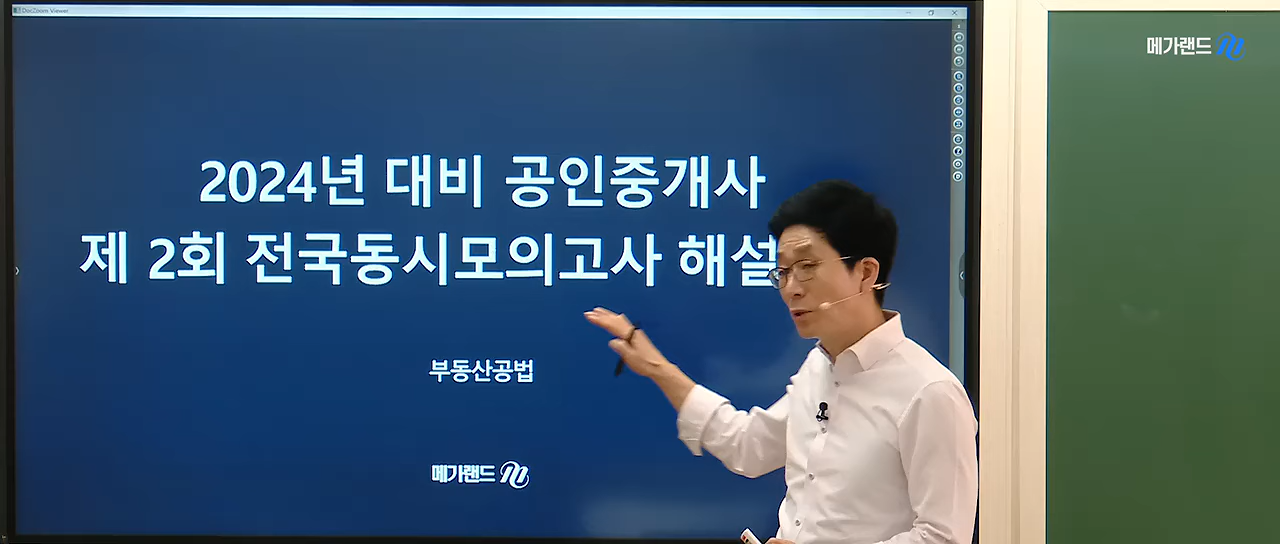 DocZoom Viewer
메가랜드
2024년 대비 공인중개사
제 2회 전국동시모의고사 해설
부동산공법
메가랜드